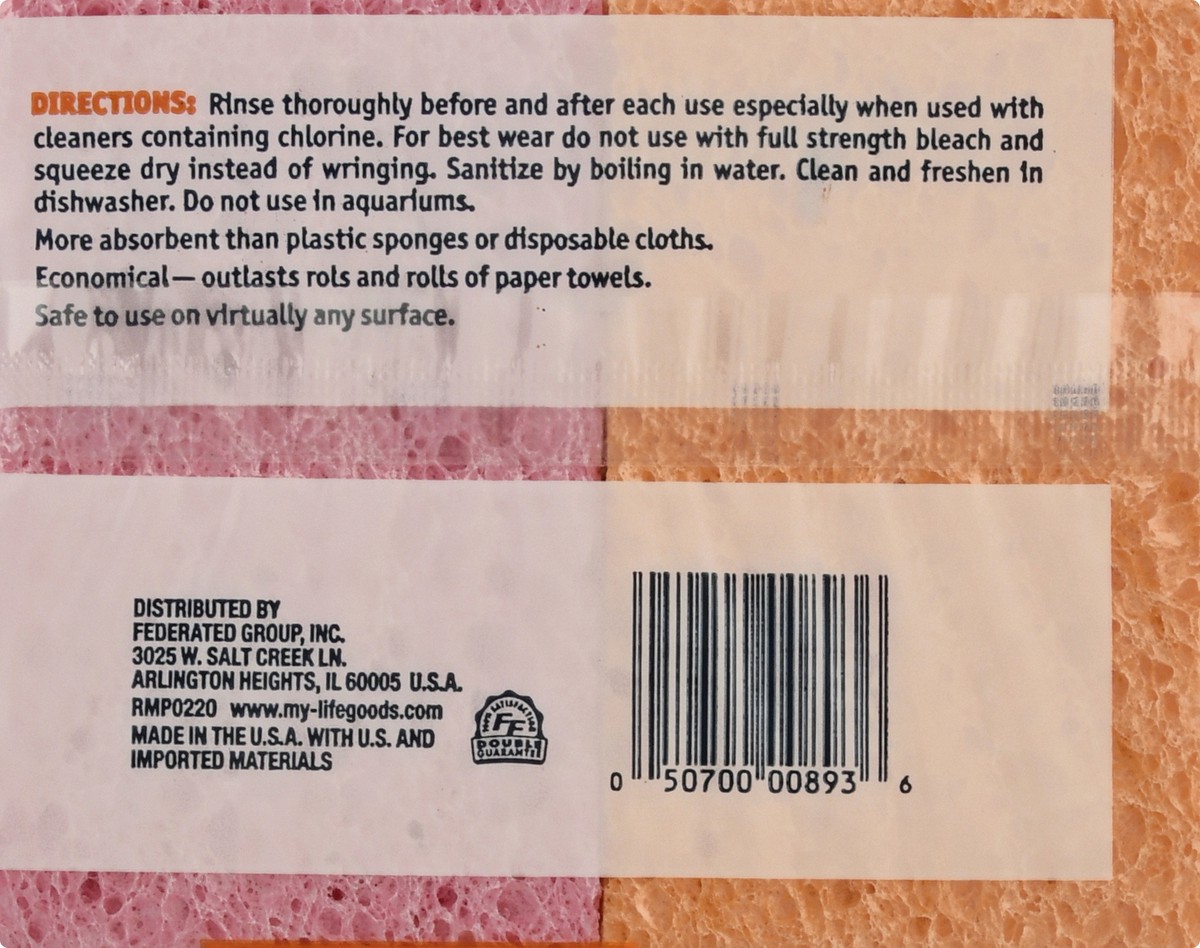 DIRECTIONS: Rinse thoroughly before and after each use especially when used with
cleaners containing chlorine. For best wear do not use with full strength bleach and
squeeze dry instead of wringing. Sanitize by boiling in water. Clean and freshen in
dishwasher. Do not use in aquariums.
More absorbent than plastic sponges or disposable cloths.
Economical— outlasts rols and rolls of paper towels.
Safe to use on virtually any surface.
DISTRIBUTED BY
FEDERATED GROUP, INC.
3025 W. SALT CREEK LN.
ARLINGTON HEIGHTS, IL 60005 U.S.A.
RMP0220 www.my-lifegoods.com
MADE IN THE U.S.A. WITH U.S. AND
IMPORTED MATERIALS
SATISFACTION
FF
DOUBLE
GUARANTEE
0 50700 00893 6